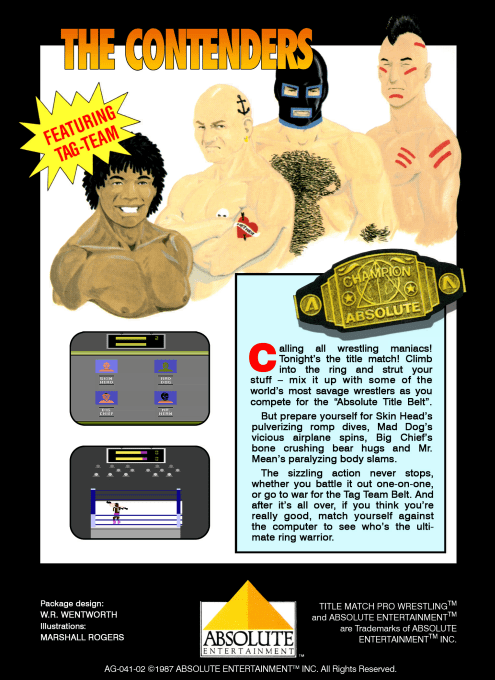 THE CONTENDERS
FEATURING
TAG-TEAM
CHAMPION
ABSOLUTE
Calling all wrestling maniacs!
Tonight's the title match! Climb
into the ring and strut your
stuff – mix it up with some of the
world's most savage wrestlers as you
compete for the “Absolute Title Belt”.
But prepare yourself for Skin Head's
pulverizing romp dives, Mad Dog's
vicious airplane spins, Big Chief's
bone crushing bear hugs and Mr.
Mean's paralyzing body slams.
The sizzling action never stops,
whether you battle it out one-on-one,
or go to war for the Tag Team Belt. And
after it's all over, if you think you're
really good, match yourself against
the computer to see who's the ulti-
mate ring warrior.
Package design:
W.R. WENTWORTH
Illustrations:
MARSHALL ROGERS
ABSOLUTE
ENTERTAINMENT™
TITLE MATCH PRO WRESTLING™
and ABSOLUTE ENTERTAINMENT™
are Trademarks of ABSOLUTE
ENTERTAINMENT™ INC.
AG-041-02 ©1987 ABSOLUTE ENTERTAINMENT™ INC. All Rights Reserved.